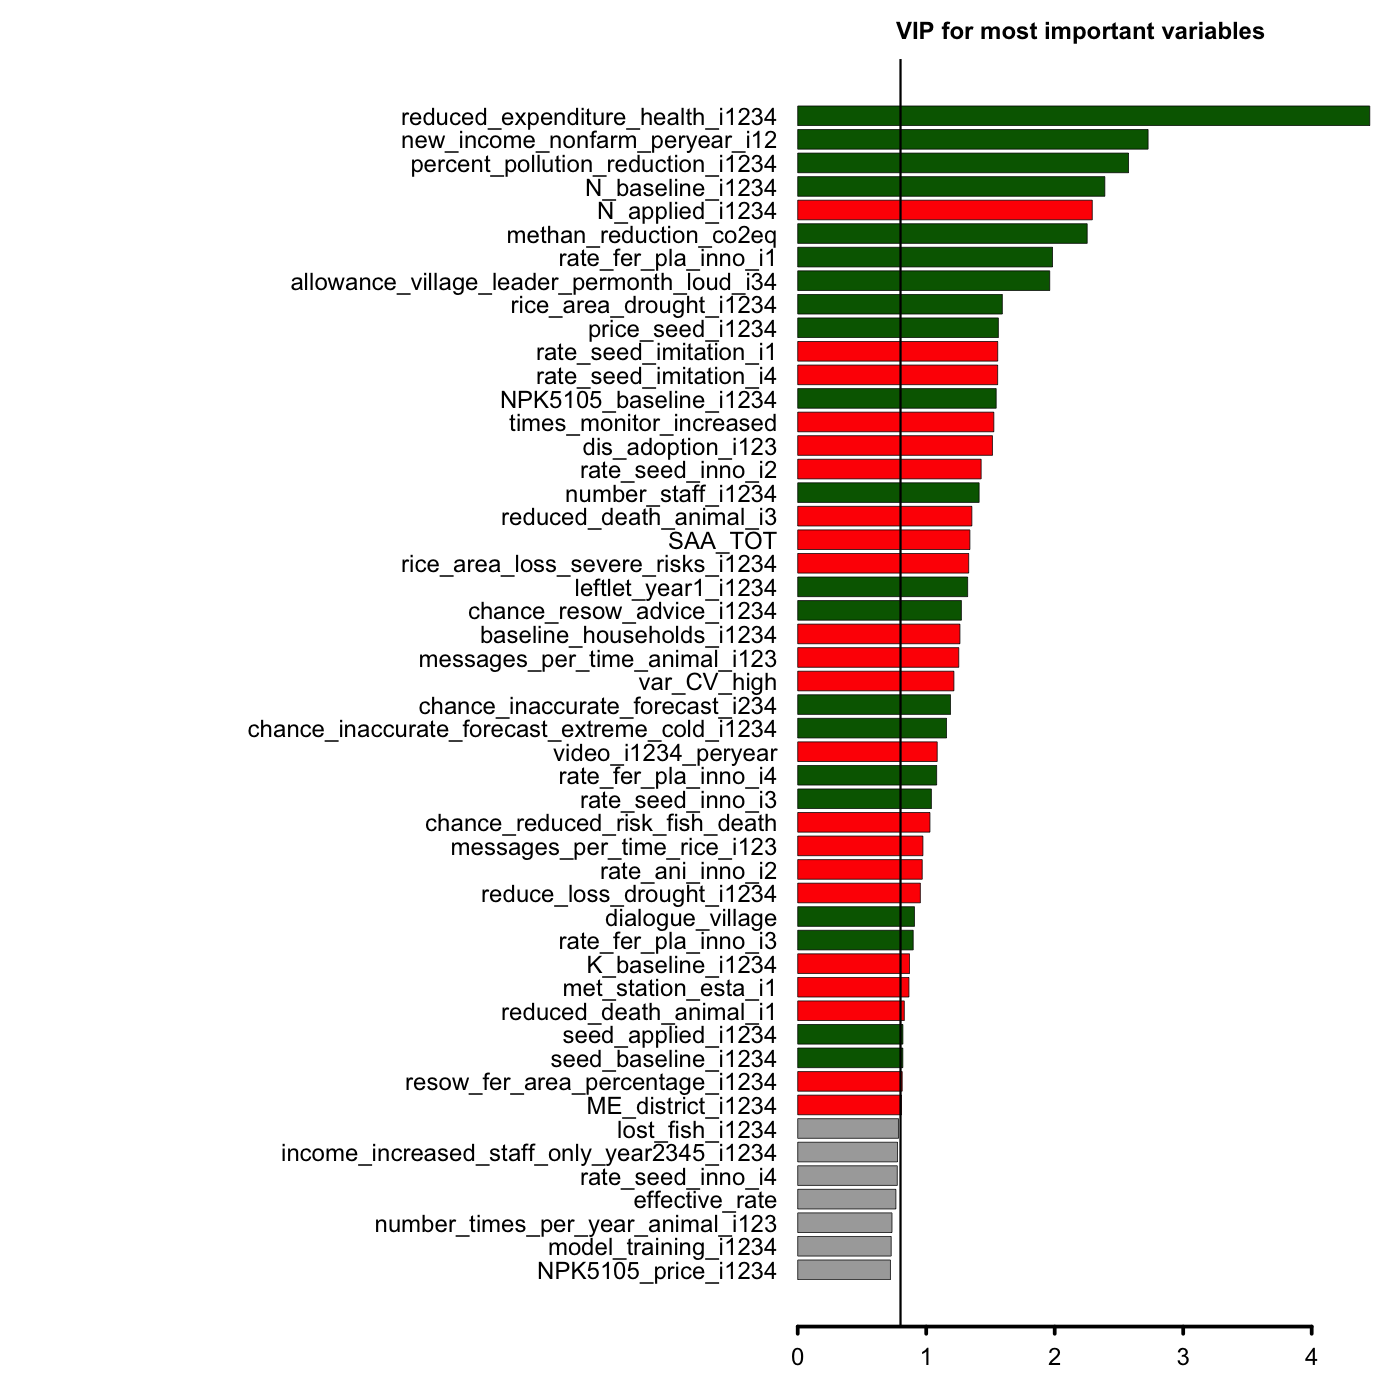 VIP for most important variables
reduced_expenditure_health_i1234
new_income_nonfarm_peryear_i12
percent_pollution_reduction_i1234
N_baseline_i1234
N_applied_i1234
methan_reduction_co2eq
rate_fer_pla_inno_i1
allowance_village_leader_permonth_loud_i34
rice_area_drought_i1234
price_seed_i1234
rate_seed_imitation_i1
rate_seed_imitation_i4
NPK5105_baseline_i1234
times_monitor_increased
dis_adoption_i123
rate_seed_inno_i2
number_staff_i1234
reduced_death_animal_i3
SAA_TOT
rice_area_loss_severe_risks_i1234
leftlet_year1_i1234
chance_resow_advice_i1234
baseline_households_i1234
messages_per_time_animal_i123
var_CV_high
chance_inaccurate_forecast_i234
chance_inaccurate_forecast_extreme_cold_i1234
video_i1234_peryear
rate_fer_pla_inno_i4
rate_seed_inno_i3
chance_reduced_risk_fish_death
messages_per_time_rice_i123
rate_ani_inno_i2
reduce_loss_drought_i1234
dialogue_village
rate_fer_pla_inno_i3
K_baseline_i1234
met_station_esta_i1
reduced_death_animal_i1
seed_applied_i1234
seed_baseline_i1234
resow_fer_area_percentage_i1234
ME_district_i1234
lost_fish_i1234
income_increased_staff_only_year2345_i1234
rate_seed_inno_i4
effective_rate
number_times_per_year_animal_i123
model_training_i1234
NPK5105_price_i1234
0 1 2 3 4